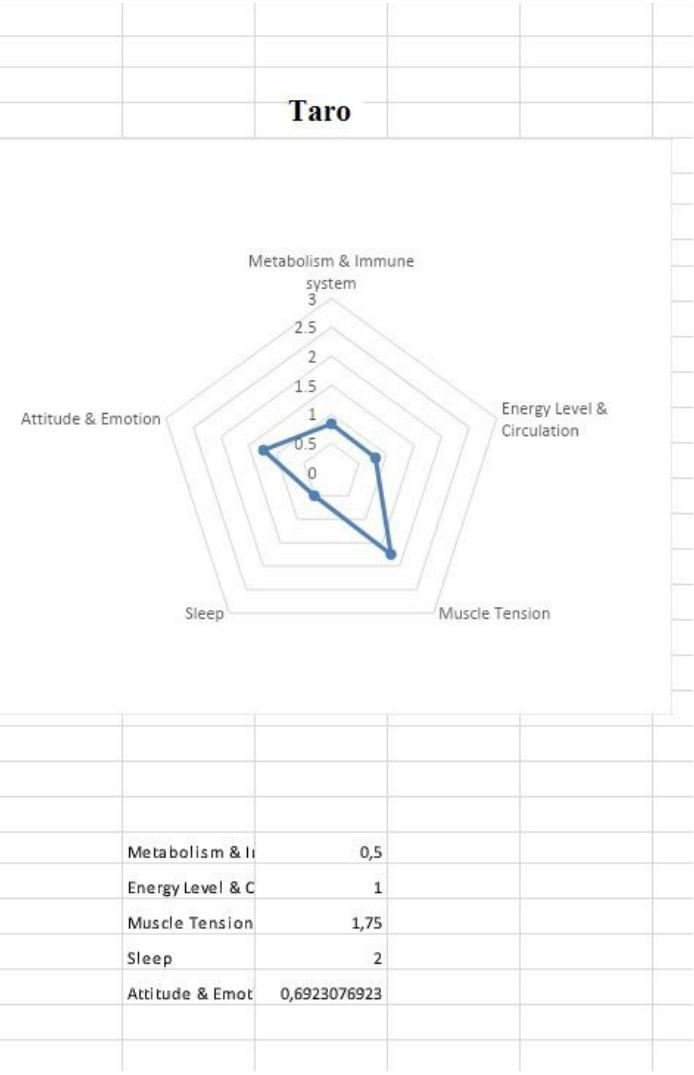 Taro
Metabolism & Immune
system
3
2.5
2
1.5
1
0.5
0
Energy Level &
Circulation
Attitude & Emotion
Sleep
Muscle Tension
Metabolism & I
0,5
Energy Level & C
1
Muscle Tension
1,75
Sleep
2
Attitude & Emot
0,6923076923